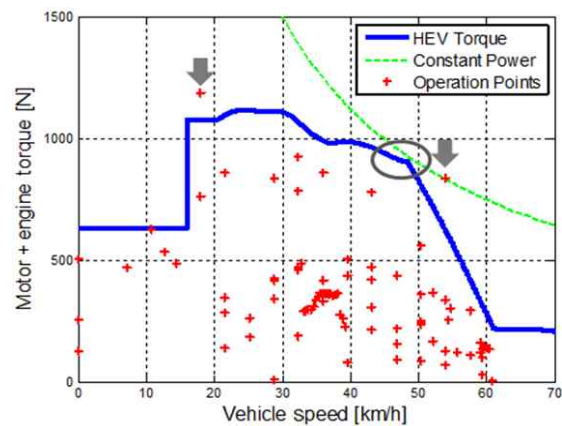 1500
1000
500
0
Motor + engine torque [N]
HEV Torque
Constant Power
Operation Points
0 10 20 30 40 50 60 70
Vehicle speed [km/h]